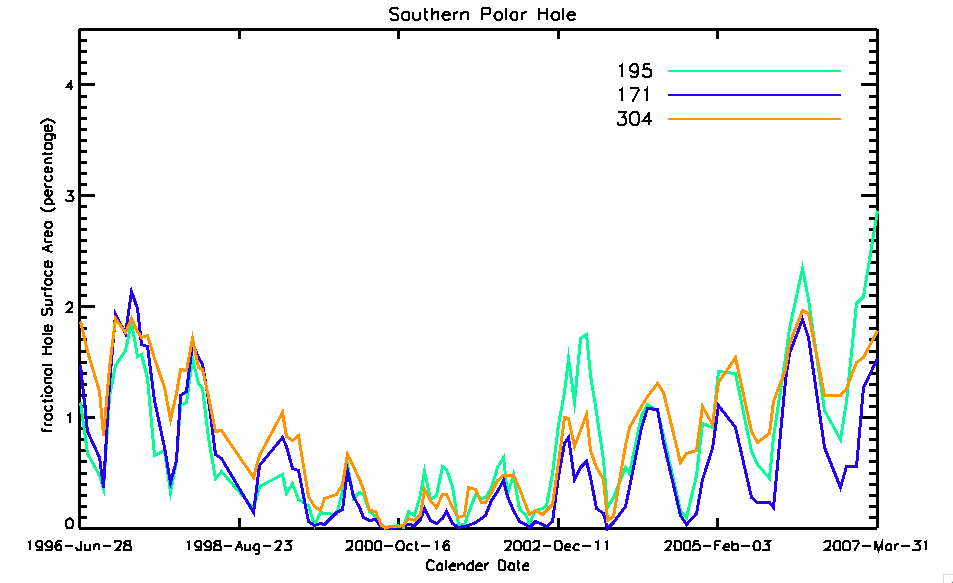 Southern Polar Hole
195
171
304
4
3
2
1
0
fractional Hole Surface Area (percentage)
1996-Jun-28 1998-Aug-23 2000-Oct-16 2002-Dec-11 2005-Feb-03 2007-Mar-31
Calender Date